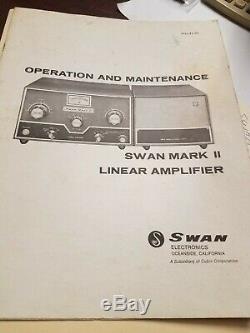 OPERATION AND MAINTENANCE
SWAN MARK II
LINEAR AMPLIFIER
S SWAN
ELECTRONICS
OCEANSIDE, CALIFORNIA
A Subsidiary of Cubic Corporation